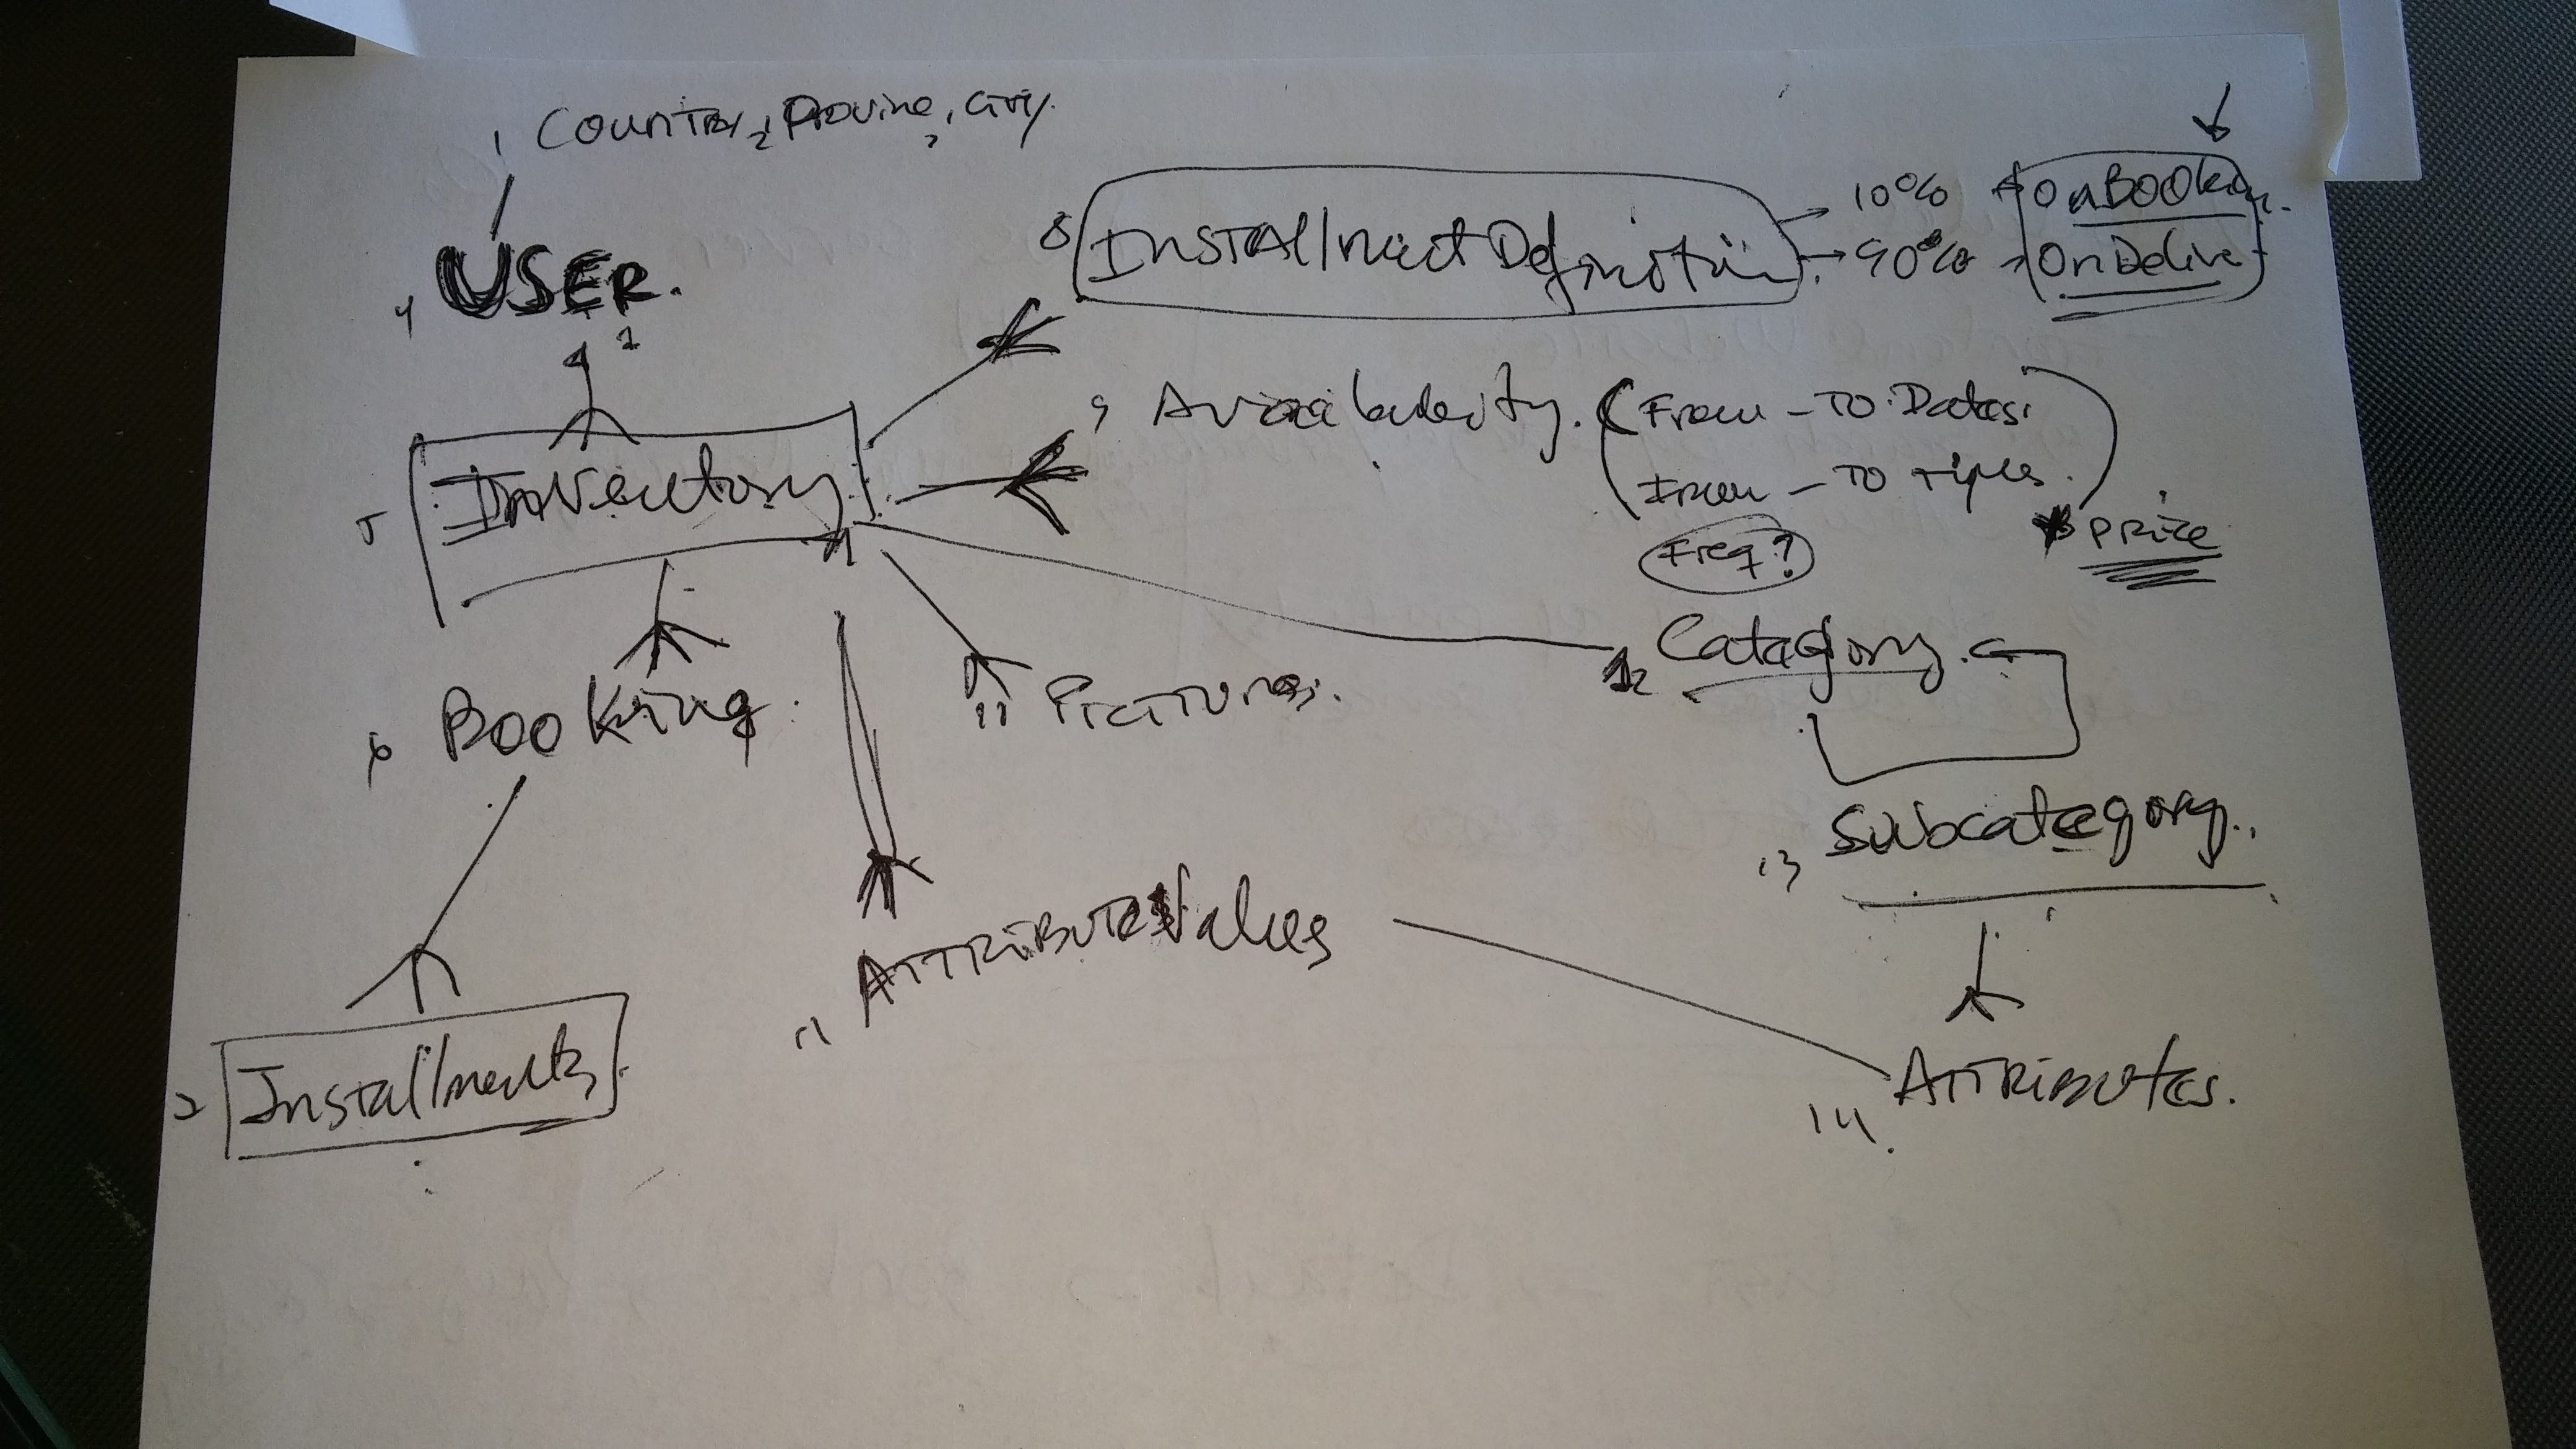 1 Country, 2 Province, 3 City.
4 USER.
1
8 Installment Definition
10% OnBooking.
90% OnDelive
9 Availability. (From - To Dates.
From - To times.)
Freq?
* Price
5 Inventory
12 Catagory.
6 Booking.
11 Pictures.
13 Subcategory.
11 AttributeValues
7 Installments
14 Attributes.